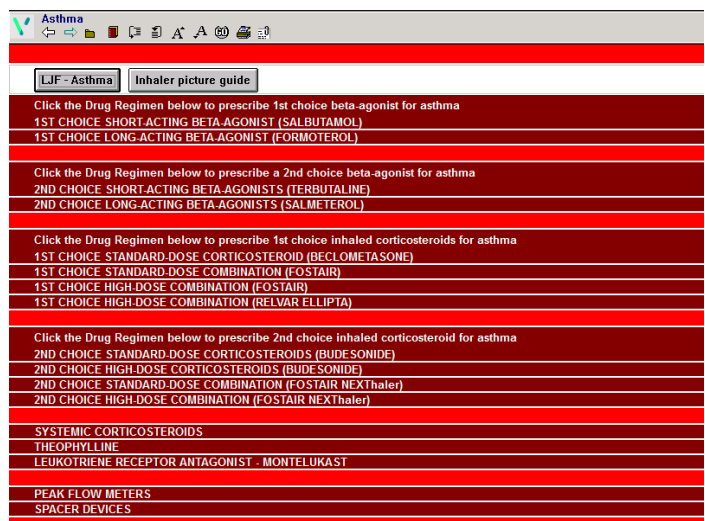 Asthma
LJF - Asthma
Inhaler picture guide
Click the Drug Regimen below to prescribe 1st choice beta-agonist for asthma
1ST CHOICE SHORT-ACTING BETA-AGONIST (SALBUTAMOL)
1ST CHOICE LONG-ACTING BETA-AGONIST (FORMOTEROL)
Click the Drug Regimen below to prescribe a 2nd choice beta-agonist for asthma
2ND CHOICE SHORT-ACTING BETA-AGONISTS (TERBUTALINE)
2ND CHOICE LONG-ACTING BETA-AGONISTS (SALMETEROL)
Click the Drug Regimen below to prescribe 1st choice inhaled corticosteroids for asthma
1ST CHOICE STANDARD-DOSE CORTICOSTEROID (BECLOMETASONE)
1ST CHOICE STANDARD-DOSE COMBINATION (FOSTAIR)
1ST CHOICE HIGH-DOSE COMBINATION (FOSTAIR)
1ST CHOICE HIGH-DOSE COMBINATION (RELVAR ELLIPTA)
Click the Drug Regimen below to prescribe 2nd choice inhaled corticosteroid for asthma
2ND CHOICE STANDARD-DOSE CORTICOSTEROIDS (BUDESONIDE)
2ND CHOICE HIGH-DOSE CORTICOSTEROIDS (BUDESONIDE)
2ND CHOICE STANDARD-DOSE COMBINATION (FOSTAIR NEXThaler)
2ND CHOICE HIGH-DOSE COMBINATION (FOSTAIR NEXThaler)
SYSTEMIC CORTICOSTEROIDS
THEOPHYLLINE
LEUKOTRIENE RECEPTOR ANTAGONIST - MONTELUKAST
PEAK FLOW METERS
SPACER DEVICES